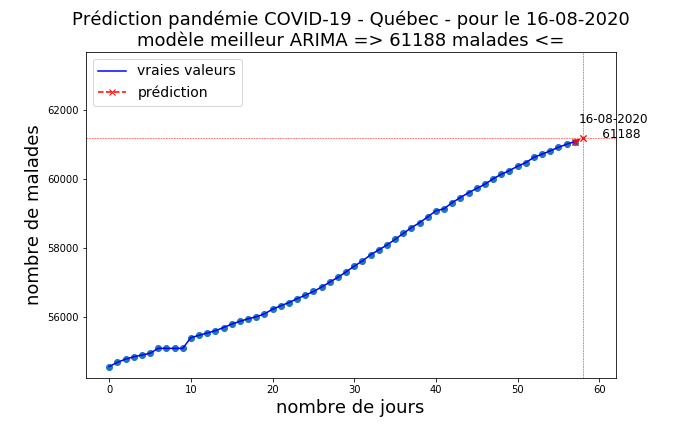 Prédiction pandémie COVID-19 - Québec - pour le 16-08-2020
modèle meilleur ARIMA => 61188 malades <=
vraies valeurs
prédiction
16-08-2020
61188
nombre de malades
62000
60000
58000
56000
0 10 20 30 40 50 60
nombre de jours